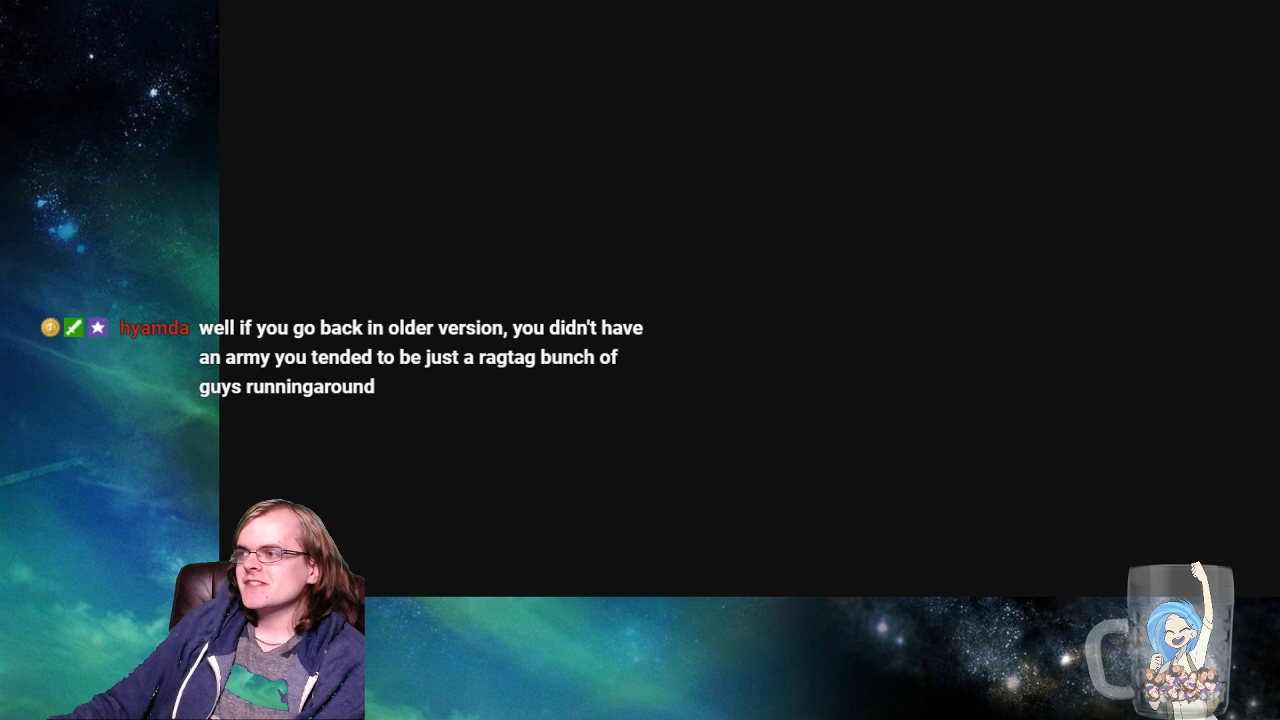 hyamda well if you go back in older version, you didn't have
an army you tended to be just a ragtag bunch of
guys runningaround